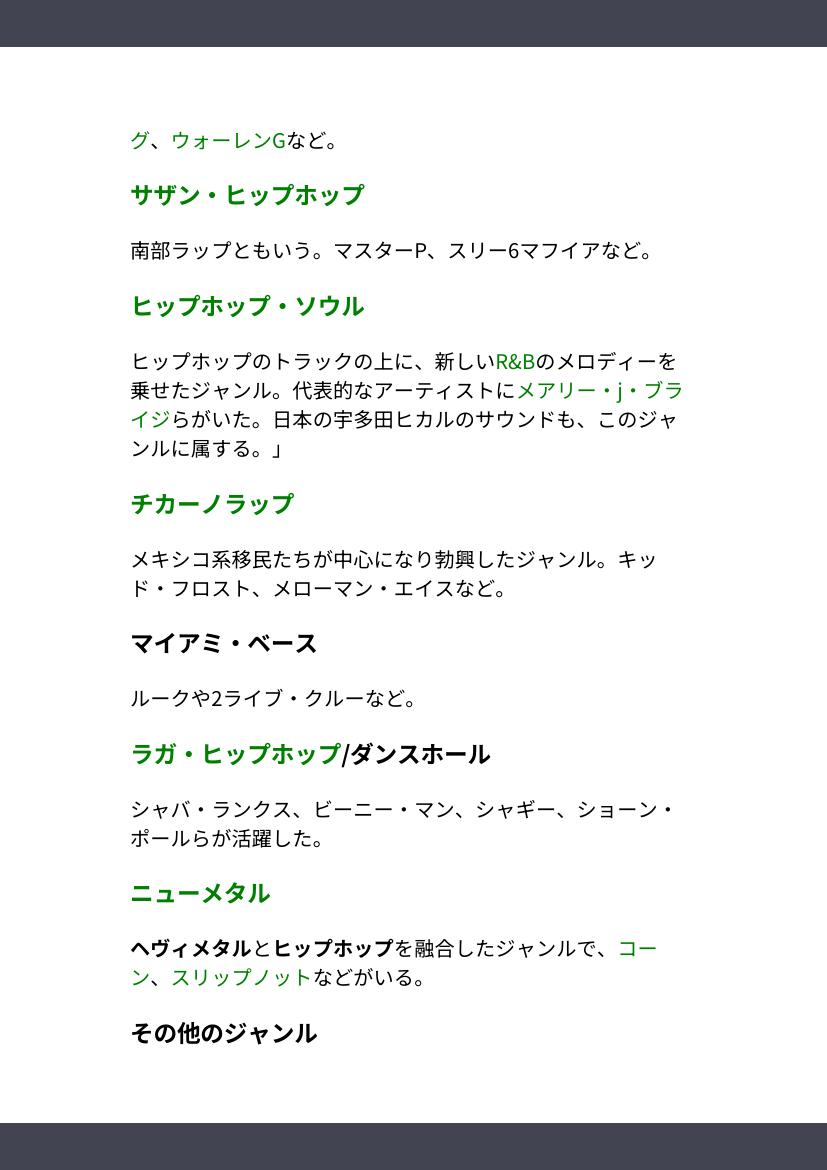 グ、ウォーレンGなど。
サザン・ヒップホップ
南部ラップともいう。マスターP、スリー6マフイアなど。
ヒップホップ・ソウル
ヒップホップのトラックの上に、新しいR&Bのメロディーを
乗せたジャンル。代表的なアーティストにメアリー・j・ブラ
イジらがいた。日本の宇多田ヒカルのサウンドも、このジャ
ンルに属する。」
チカーノラップ
メキシコ系移民たちが中心になり勃興したジャンル。キッ
ド・フロスト、メローマン・エイスなど。
マイアミ・ベース
ルークや2ライブ・クルーなど。
ラガ・ヒップホップ/ダンスホール
シャバ・ランクス、ビーニー・マン、シャギー、ショーン・
ポールらが活躍した。
ニューメタル
ヘヴィメタルとヒップホップを融合したジャンルで、コー
ン、スリップノットなどがいる。
その他のジャンル